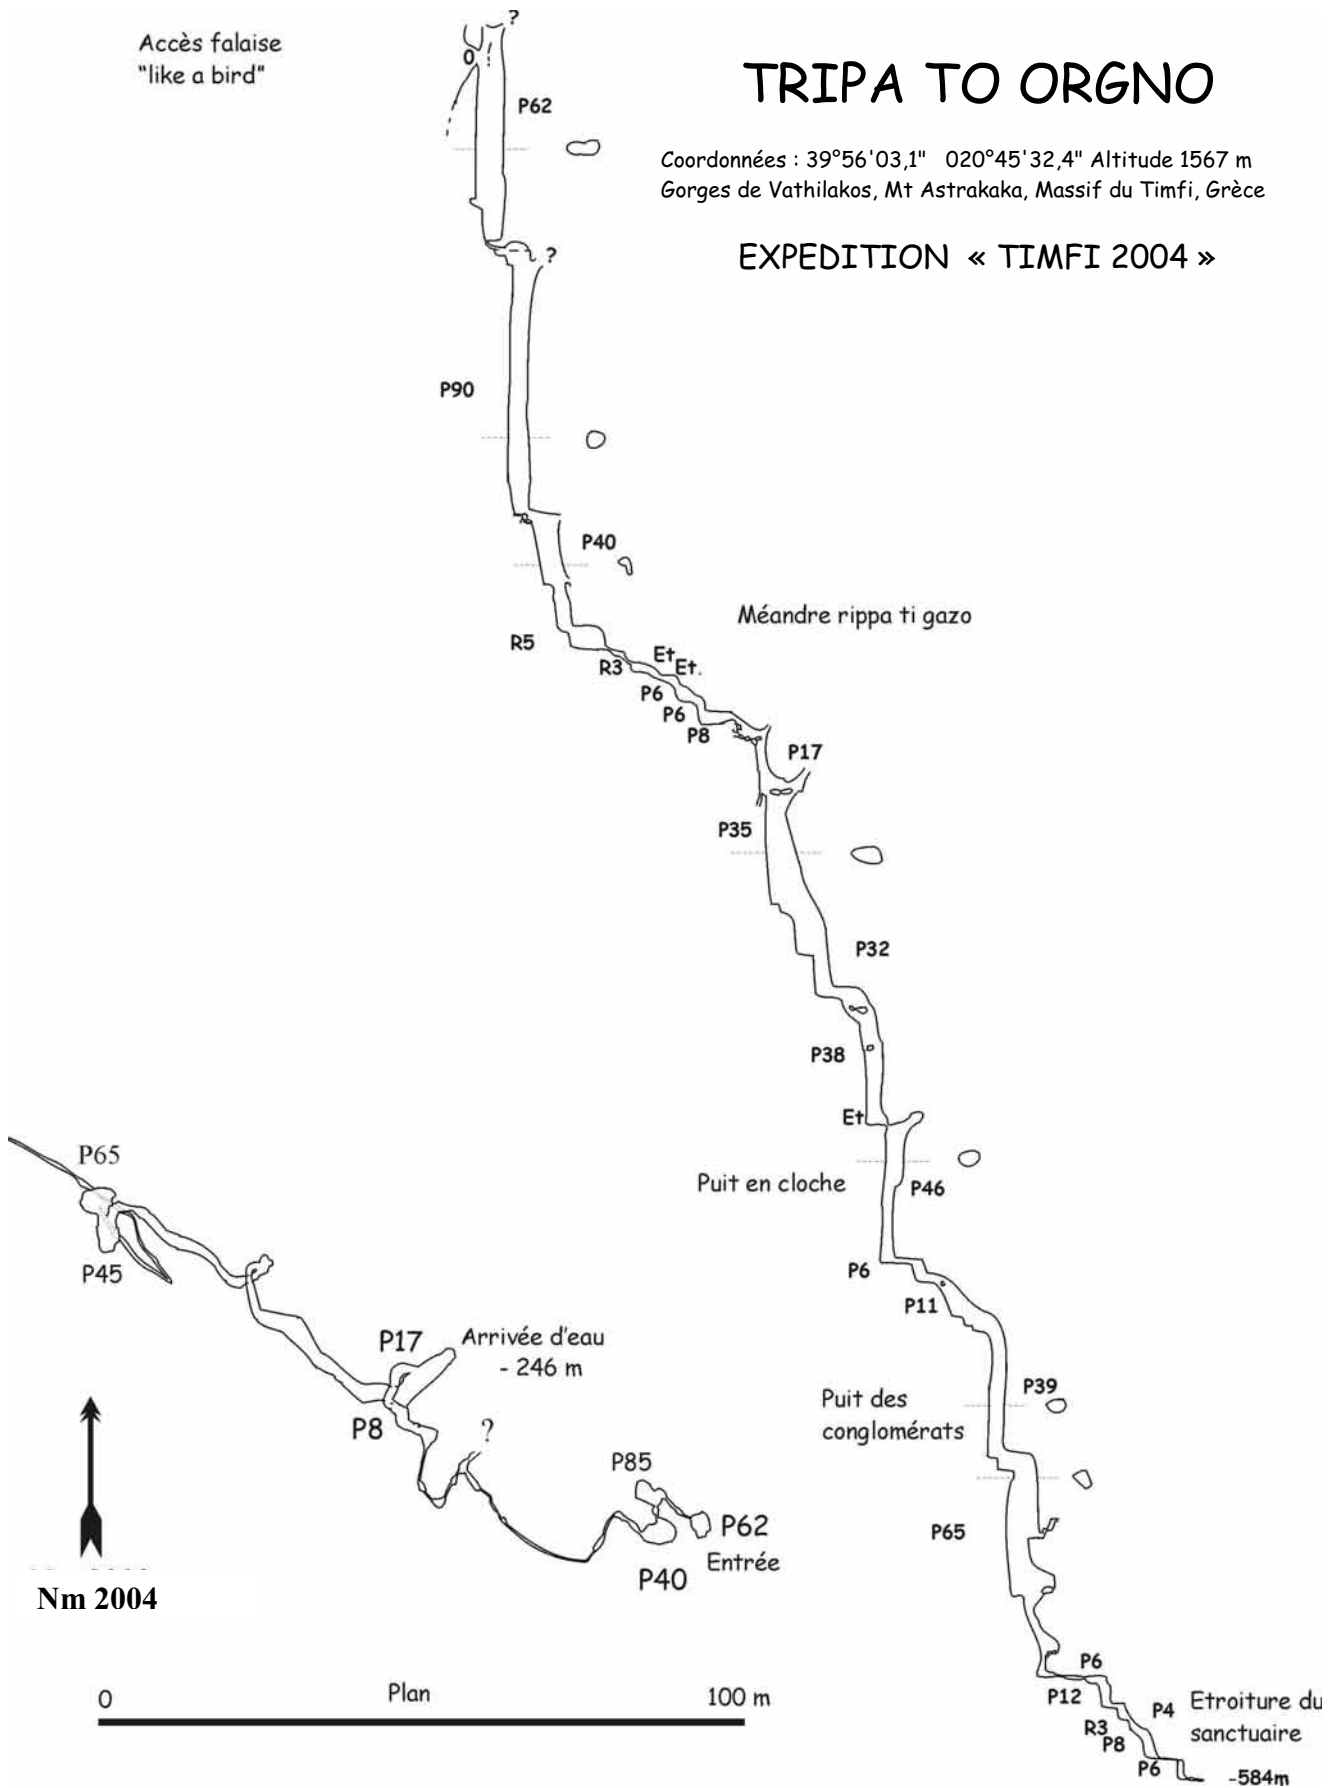 Accès falaise
"like a bird"
?
0
P62
TRIPA TO ORGNO
Coordonnées : 39°56'03,1" 020°45'32,4" Altitude 1567 m
Gorges de Vathilakos, Mt Astrakaka, Massif du Timfi, Grèce
EXPEDITION « TIMFI 2004 »
?
P90
P40
Méandre rippa ti gazo
R5
R3
Et
Et.
P6
P6
P8
P17
P35
P32
P38
Et
Puit en cloche
P46
P6
P11
P39
Puit des
conglomérats
P65
P6
P12
P4
Etroiture du
sanctuaire
R3
P8
P6
-584m
P65
P45
P17
Arrivée d'eau
- 246 m
P8
?
P85
P62
Entrée
P40
Nm 2004
0
Plan
100 m